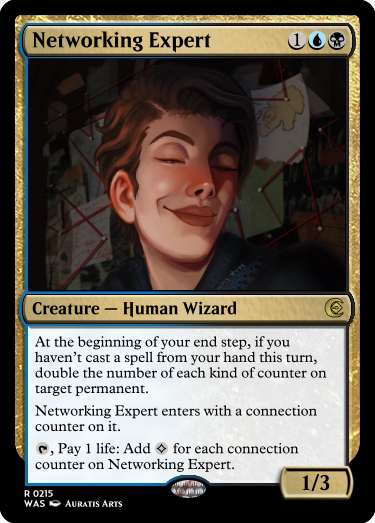 Networking Expert 1
Creature — Human Wizard
At the beginning of your end step, if you
haven't cast a spell from your hand this turn,
double the number of each kind of counter on
target permanent.
Networking Expert enters with a connection
counter on it.
, Pay 1 life: Add for each connection
counter on Networking Expert.
1/3
R 0215
WAS Auratis Arts